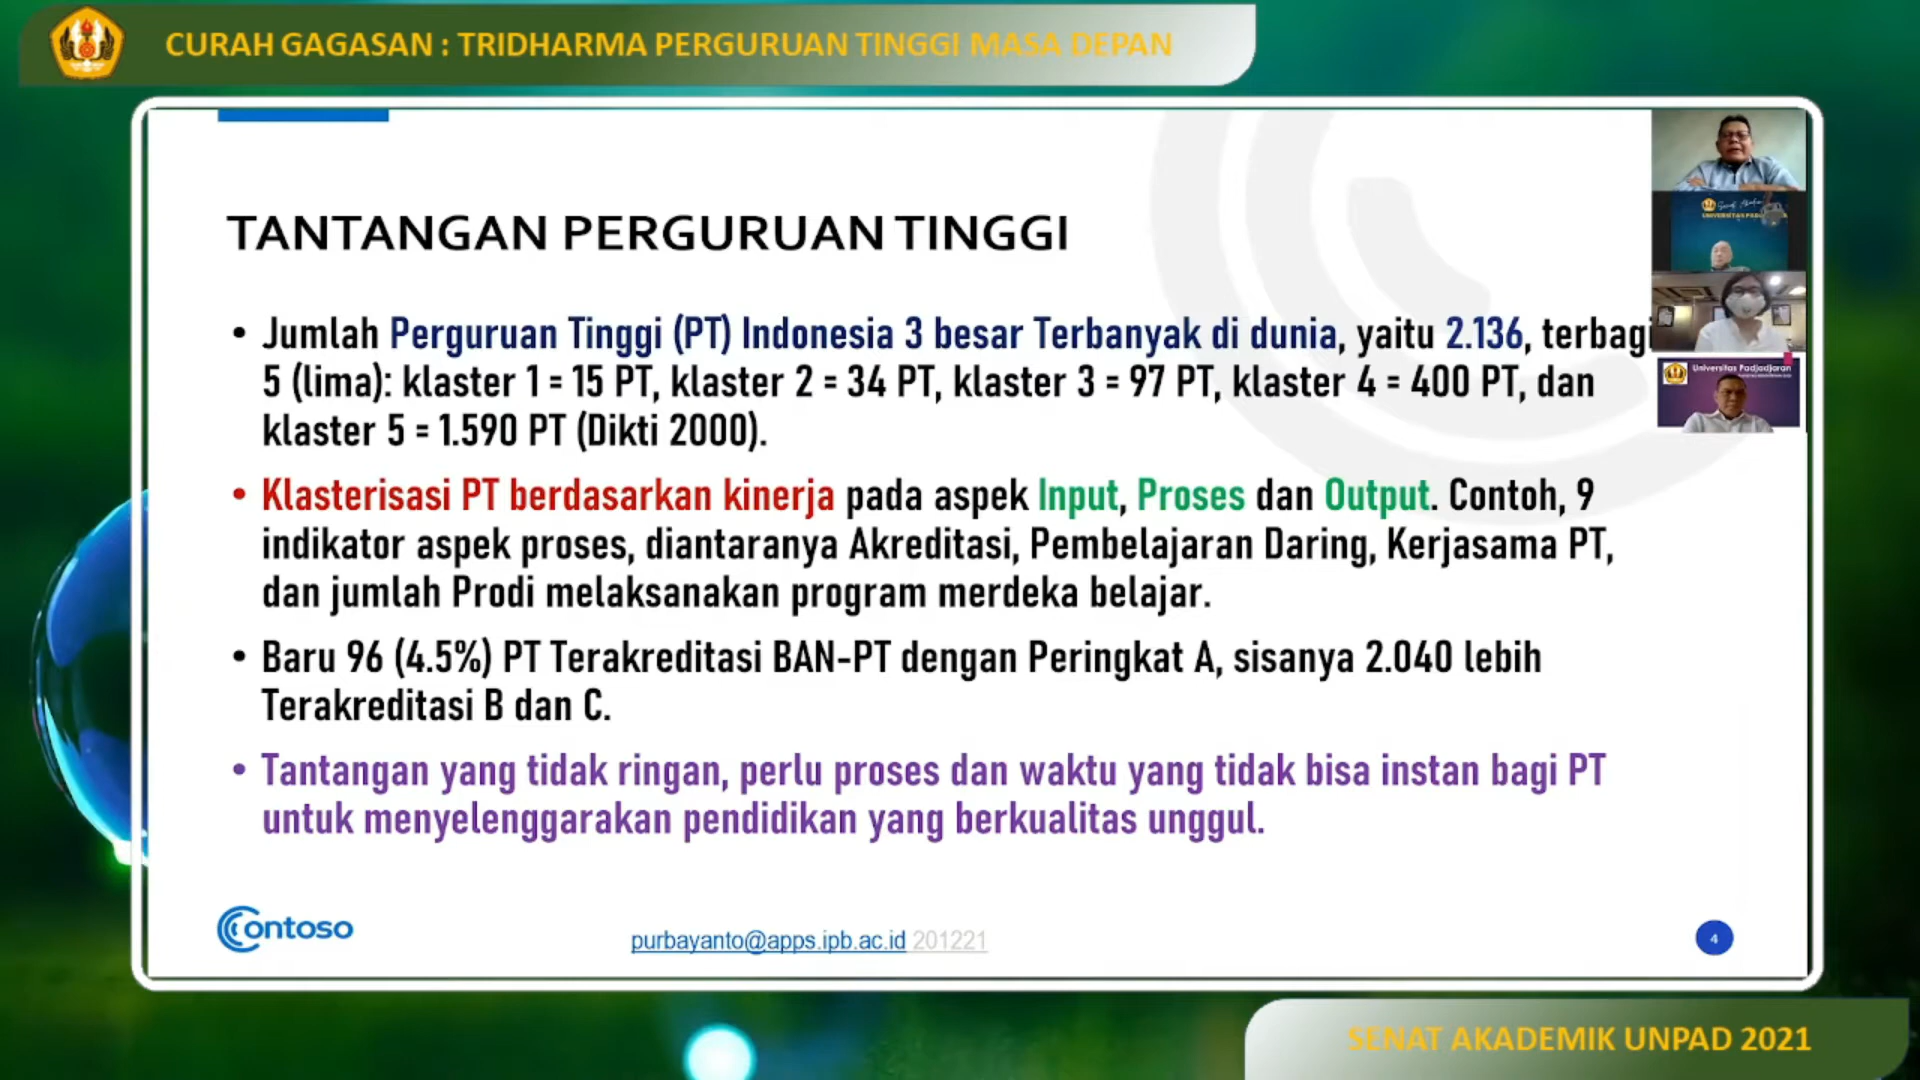 CURAH GAGASAN : TRIDHARMA PERGURUAN TINGGI MASA DEPAN
TANTANGAN PERGURUAN TINGGI
• Jumlah Perguruan Tinggi (PT) Indonesia 3 besar Terbanyak di dunia, yaitu 2.136, terbagi
5 (lima): klaster 1 = 15 PT, klaster 2 = 34 PT, klaster 3 = 97 PT, klaster 4 = 400 PT, dan
klaster 5 = 1.590 PT (Dikti 2000).
• Klasterisasi PT berdasarkan kinerja pada aspek Input, Proses dan Output. Contoh, 9
indikator aspek proses, diantaranya Akreditasi, Pembelajaran Daring, Kerjasama PT,
dan jumlah Prodi melaksanakan program merdeka belajar.
• Baru 96 (4.5%) PT Terakreditasi BAN-PT dengan Peringkat A, sisanya 2.040 lebih
Terakreditasi B dan C.
• Tantangan yang tidak ringan, perlu proses dan waktu yang tidak bisa instan bagi PT
untuk menyelenggarakan pendidikan yang berkualitas unggul.
Universitas Padjadjaran
Contoso
purbayanto@apps.ipb.ac.id 201221
4
SENAT AKADEMIK UNPAD 2021